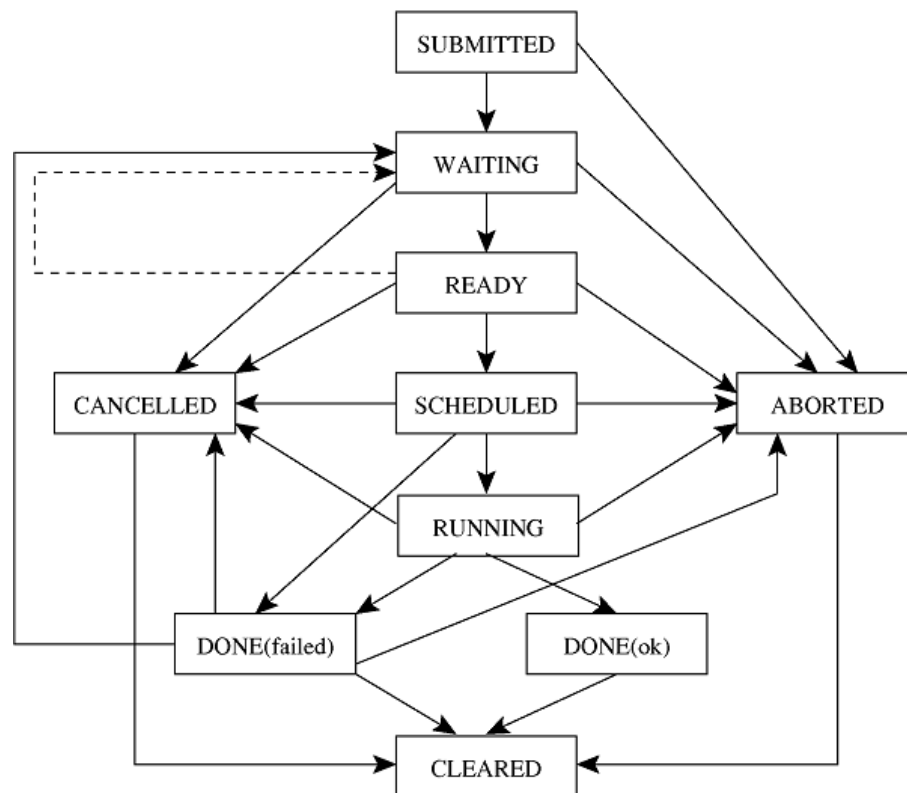 SUBMITTED
WAITING
READY
CANCELLED
SCHEDULED
ABORTED
RUNNING
DONE(failed)
DONE(ok)
CLEARED